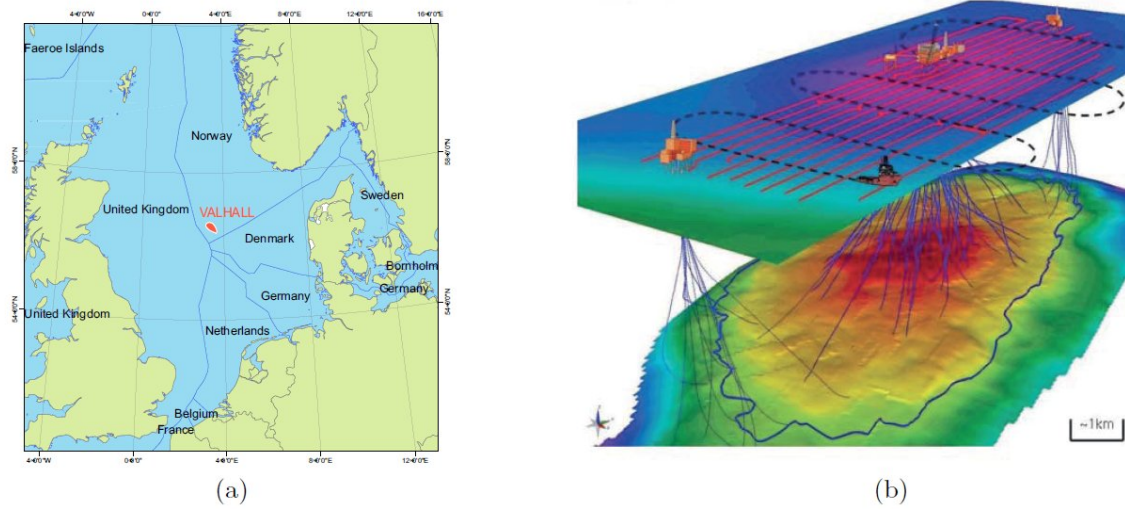 4°0'0"W 0°0'0" 4°0'0"E 8°0'0"E 12°0'0"E 16°0'0"E
Faeroe Islands
Norway
58°0'0"N 58°0'0"N
Sweden
United Kingdom
VALHALL
Denmark
Bornholm
Germany
Germany
United Kingdom
54°0'0"N 54°0'0"N
Netherlands
Belgium
France
4°0'0"W 0°0'0" 4°0'0"E 8°0'0"E 12°0'0"E
~1km
(a) (b)